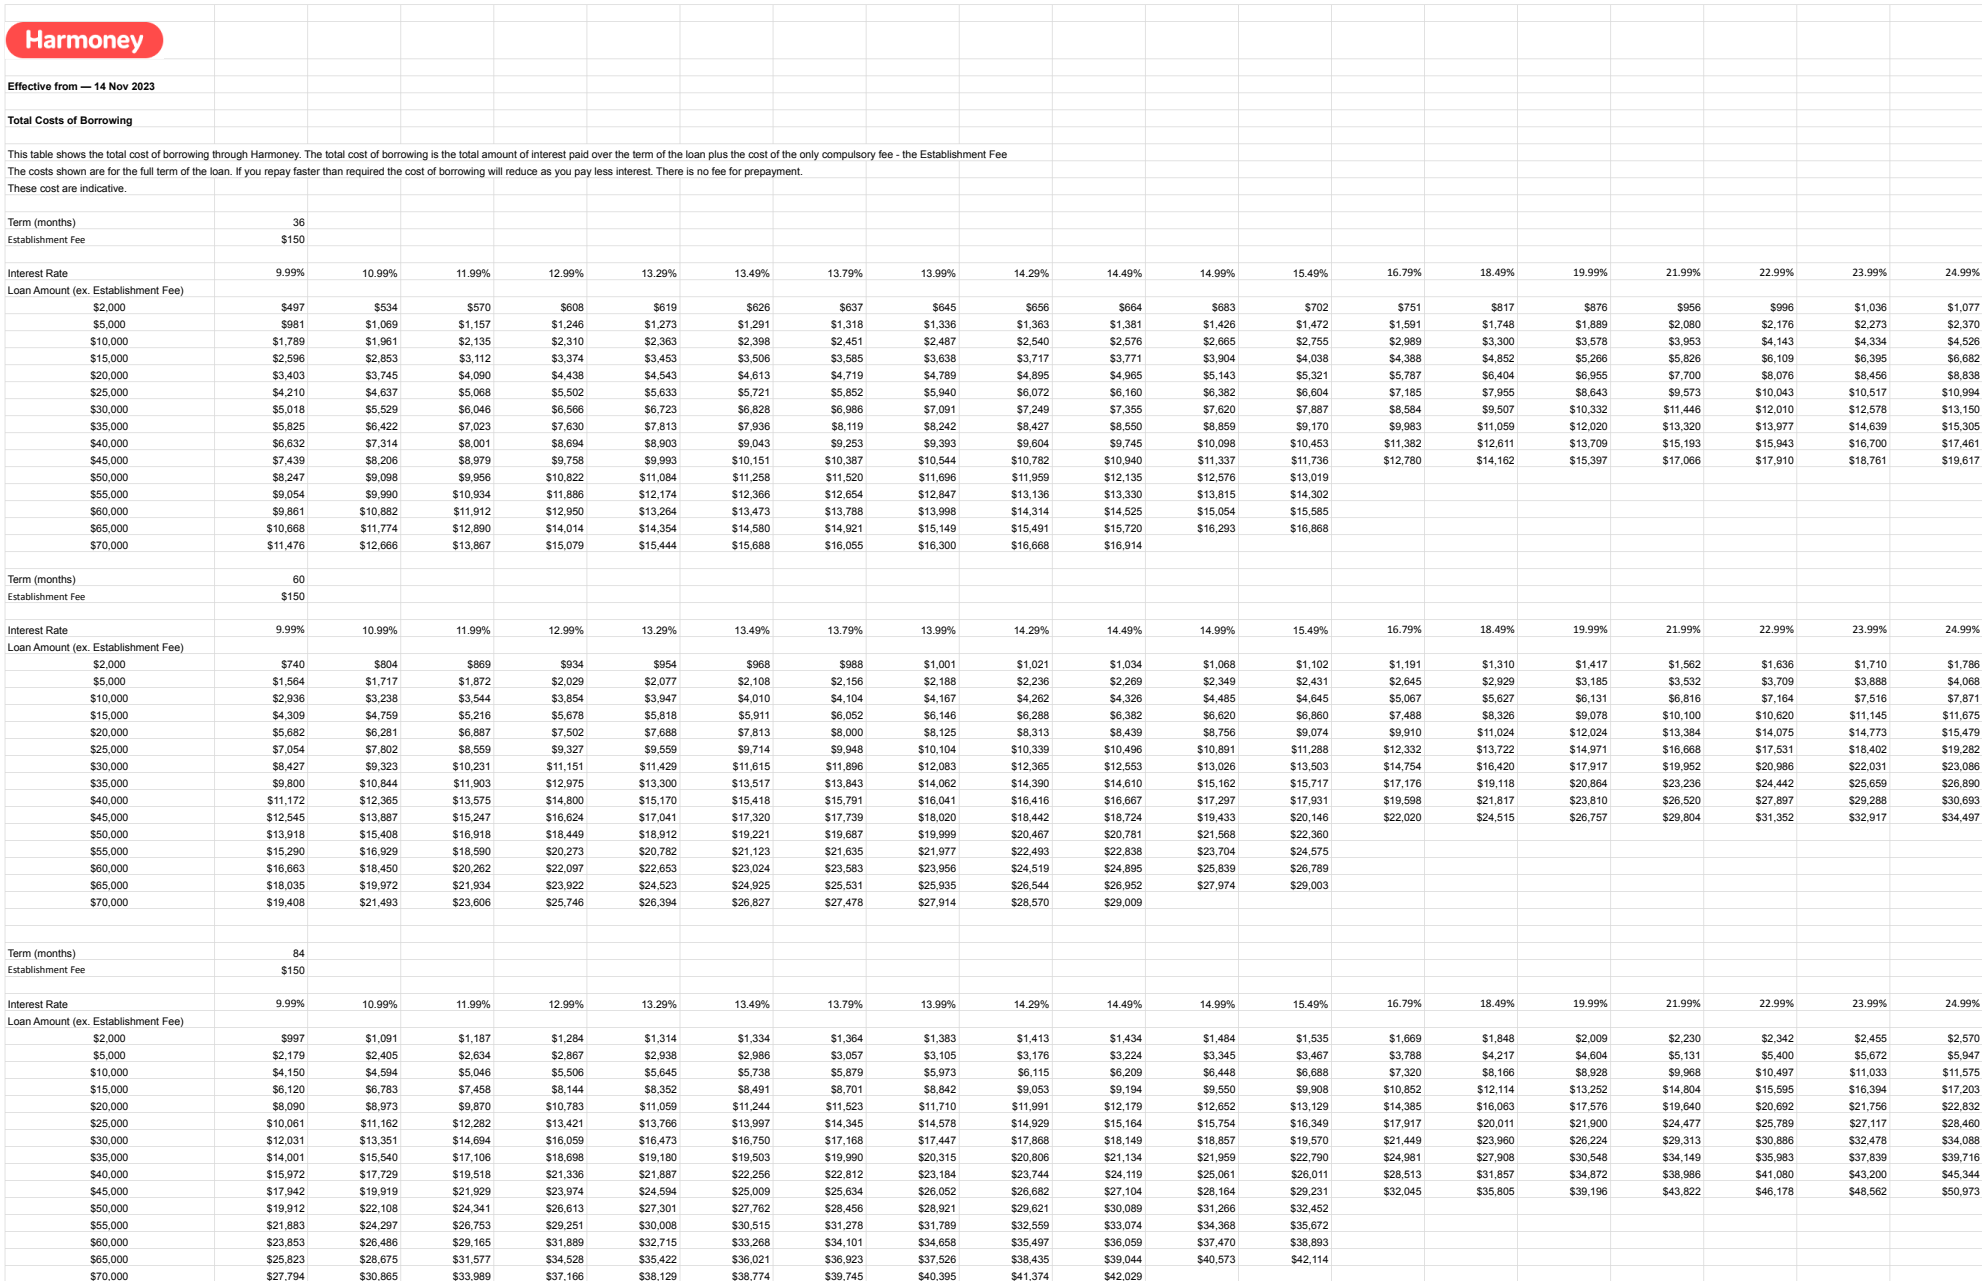 Harmoney
Effective from — 14 Nov 2023
Total Costs of Borrowing
This table shows the total cost of borrowing through Harmoney. The total cost of borrowing is the total amount of interest paid over the term of the loan plus the cost of the only compulsory fee - the Establishment Fee
The costs shown are for the full term of the loan. If you repay faster than required the cost of borrowing will reduce as you pay less interest. There is no fee for prepayment.
These cost are indicative.
Term (months) 36
Establishment Fee $150
Interest Rate 9.99% 10.99% 11.99% 12.99% 13.29% 13.49% 13.79% 13.99% 14.29% 14.49% 14.99% 15.49% 16.79% 18.49% 19.99% 21.99% 22.99% 23.99% 24.99%
Loan Amount (ex. Establishment Fee)
$2,000 $497 $534 $570 $608 $619 $626 $637 $645 $656 $664 $683 $702 $751 $817 $876 $956 $996 $1,036 $1,077
$5,000 $981 $1,069 $1,157 $1,246 $1,273 $1,291 $1,318 $1,336 $1,363 $1,381 $1,426 $1,472 $1,591 $1,748 $1,889 $2,080 $2,176 $2,273 $2,370
$10,000 $1,789 $1,961 $2,135 $2,310 $2,363 $2,398 $2,451 $2,487 $2,540 $2,576 $2,665 $2,755 $2,989 $3,300 $3,578 $3,953 $4,143 $4,334 $4,526
$15,000 $2,596 $2,853 $3,112 $3,374 $3,453 $3,506 $3,585 $3,638 $3,717 $3,771 $3,904 $4,038 $4,388 $4,852 $5,266 $5,826 $6,109 $6,395 $6,682
$20,000 $3,403 $3,745 $4,090 $4,438 $4,543 $4,613 $4,719 $4,789 $4,895 $4,965 $5,143 $5,321 $5,787 $6,404 $6,955 $7,700 $8,076 $8,456 $8,838
$25,000 $4,210 $4,637 $5,068 $5,502 $5,633 $5,721 $5,852 $5,940 $6,072 $6,160 $6,382 $6,604 $7,185 $7,955 $8,643 $9,573 $10,043 $10,517 $10,994
$30,000 $5,018 $5,529 $6,046 $6,566 $6,723 $6,828 $6,986 $7,091 $7,249 $7,355 $7,620 $7,887 $8,584 $9,507 $10,332 $11,446 $12,010 $12,578 $13,150
$35,000 $5,825 $6,422 $7,023 $7,630 $7,813 $7,936 $8,119 $8,242 $8,427 $8,550 $8,859 $9,170 $9,983 $11,059 $12,020 $13,320 $13,977 $14,639 $15,305
$40,000 $6,632 $7,314 $8,001 $8,694 $8,903 $9,043 $9,253 $9,393 $9,604 $9,745 $10,098 $10,453 $11,382 $12,611 $13,709 $15,193 $15,943 $16,700 $17,461
$45,000 $7,439 $8,206 $8,979 $9,758 $9,993 $10,151 $10,387 $10,544 $10,782 $10,940 $11,337 $11,736 $12,780 $14,162 $15,397 $17,066 $17,910 $18,761 $19,617
$50,000 $8,247 $9,098 $9,956 $10,822 $11,084 $11,258 $11,520 $11,696 $11,959 $12,135 $12,576 $13,019
$55,000 $9,054 $9,990 $10,934 $11,886 $12,174 $12,366 $12,654 $12,847 $13,136 $13,330 $13,815 $14,302
$60,000 $9,861 $10,882 $11,912 $12,950 $13,264 $13,473 $13,788 $13,998 $14,314 $14,525 $15,054 $15,585
$65,000 $10,668 $11,774 $12,890 $14,014 $14,354 $14,580 $14,921 $15,149 $15,491 $15,720 $16,293 $16,868
$70,000 $11,476 $12,666 $13,867 $15,079 $15,444 $15,688 $16,055 $16,300 $16,668 $16,914
Term (months) 60
Establishment Fee $150
Interest Rate 9.99% 10.99% 11.99% 12.99% 13.29% 13.49% 13.79% 13.99% 14.29% 14.49% 14.99% 15.49% 16.79% 18.49% 19.99% 21.99% 22.99% 23.99% 24.99%
Loan Amount (ex. Establishment Fee)
$2,000 $740 $804 $869 $934 $954 $968 $988 $1,001 $1,021 $1,034 $1,068 $1,102 $1,191 $1,310 $1,417 $1,562 $1,636 $1,710 $1,786
$5,000 $1,564 $1,717 $1,872 $2,029 $2,077 $2,108 $2,156 $2,188 $2,236 $2,269 $2,349 $2,431 $2,645 $2,929 $3,185 $3,532 $3,709 $3,888 $4,068
$10,000 $2,936 $3,238 $3,544 $3,854 $3,947 $4,010 $4,104 $4,167 $4,262 $4,326 $4,485 $4,645 $5,067 $5,627 $6,131 $6,816 $7,164 $7,516 $7,871
$15,000 $4,309 $4,759 $5,216 $5,678 $5,818 $5,911 $6,052 $6,146 $6,288 $6,382 $6,620 $6,860 $7,488 $8,326 $9,078 $10,100 $10,620 $11,145 $11,675
$20,000 $5,682 $6,281 $6,887 $7,502 $7,688 $7,813 $8,000 $8,125 $8,313 $8,439 $8,756 $9,074 $9,910 $11,024 $12,024 $13,384 $14,075 $14,773 $15,479
$25,000 $7,054 $7,802 $8,559 $9,327 $9,559 $9,714 $9,948 $10,104 $10,339 $10,496 $10,891 $11,288 $12,332 $13,722 $14,971 $16,668 $17,531 $18,402 $19,282
$30,000 $8,427 $9,323 $10,231 $11,151 $11,429 $11,615 $11,896 $12,083 $12,365 $12,553 $13,026 $13,503 $14,754 $16,420 $17,917 $19,952 $20,986 $22,031 $23,086
$35,000 $9,800 $10,844 $11,903 $12,975 $13,300 $13,517 $13,843 $14,062 $14,390 $14,610 $15,162 $15,717 $17,176 $19,118 $20,864 $23,236 $24,442 $25,659 $26,890
$40,000 $11,172 $12,365 $13,575 $14,800 $15,170 $15,418 $15,791 $16,041 $16,416 $16,667 $17,297 $17,931 $19,598 $21,817 $23,810 $26,520 $27,897 $29,288 $30,693
$45,000 $12,545 $13,887 $15,247 $16,624 $17,041 $17,320 $17,739 $18,020 $18,442 $18,724 $19,433 $20,146 $22,020 $24,515 $26,757 $29,804 $31,352 $32,917 $34,497
$50,000 $13,918 $15,408 $16,918 $18,449 $18,912 $19,221 $19,687 $19,999 $20,467 $20,781 $21,568 $22,360
$55,000 $15,290 $16,929 $18,590 $20,273 $20,782 $21,123 $21,635 $21,977 $22,493 $22,838 $23,704 $24,575
$60,000 $16,663 $18,450 $20,262 $22,097 $22,653 $23,024 $23,583 $23,956 $24,519 $24,895 $25,839 $26,789
$65,000 $18,035 $19,972 $21,934 $23,922 $24,523 $24,925 $25,531 $25,935 $26,544 $26,952 $27,974 $29,003
$70,000 $19,408 $21,493 $23,606 $25,746 $26,394 $26,827 $27,478 $27,914 $28,570 $29,009
Term (months) 84
Establishment Fee $150
Interest Rate 9.99% 10.99% 11.99% 12.99% 13.29% 13.49% 13.79% 13.99% 14.29% 14.49% 14.99% 15.49% 16.79% 18.49% 19.99% 21.99% 22.99% 23.99% 24.99%
Loan Amount (ex. Establishment Fee)
$2,000 $997 $1,091 $1,187 $1,284 $1,314 $1,334 $1,364 $1,383 $1,413 $1,434 $1,484 $1,535 $1,669 $1,848 $2,009 $2,230 $2,342 $2,455 $2,570
$5,000 $2,179 $2,405 $2,634 $2,867 $2,938 $2,986 $3,057 $3,105 $3,176 $3,224 $3,345 $3,467 $3,788 $4,217 $4,604 $5,131 $5,400 $5,672 $5,947
$10,000 $4,150 $4,594 $5,046 $5,506 $5,645 $5,738 $5,879 $5,973 $6,115 $6,209 $6,448 $6,688 $7,320 $8,166 $8,928 $9,968 $10,497 $11,033 $11,575
$15,000 $6,120 $6,783 $7,458 $8,144 $8,352 $8,491 $8,701 $8,842 $9,053 $9,194 $9,550 $9,908 $10,852 $12,114 $13,252 $14,804 $15,595 $16,394 $17,203
$20,000 $8,090 $8,973 $9,870 $10,783 $11,059 $11,244 $11,523 $11,710 $11,991 $12,179 $12,652 $13,129 $14,385 $16,063 $17,576 $19,640 $20,692 $21,756 $22,832
$25,000 $10,061 $11,162 $12,282 $13,421 $13,766 $13,997 $14,345 $14,578 $14,929 $15,164 $15,754 $16,349 $17,917 $20,011 $21,900 $24,477 $25,789 $27,117 $28,460
$30,000 $12,031 $13,351 $14,694 $16,059 $16,473 $16,750 $17,168 $17,447 $17,868 $18,149 $18,857 $19,570 $21,449 $23,960 $26,224 $29,313 $30,886 $32,478 $34,088
$35,000 $14,001 $15,540 $17,106 $18,698 $19,180 $19,503 $19,990 $20,315 $20,806 $21,134 $21,959 $22,790 $24,981 $27,908 $30,548 $34,149 $35,983 $37,839 $39,716
$40,000 $15,972 $17,729 $19,518 $21,336 $21,887 $22,256 $22,812 $23,184 $23,744 $24,119 $25,061 $26,011 $28,513 $31,857 $34,872 $38,986 $41,080 $43,200 $45,344
$45,000 $17,942 $19,919 $21,929 $23,974 $24,594 $25,009 $25,634 $26,052 $26,682 $27,104 $28,164 $29,231 $32,045 $35,805 $39,196 $43,822 $46,178 $48,562 $50,973
$50,000 $19,912 $22,108 $24,341 $26,613 $27,301 $27,762 $28,456 $28,921 $29,621 $30,089 $31,266 $32,452
$55,000 $21,883 $24,297 $26,753 $29,251 $30,008 $30,515 $31,278 $31,789 $32,559 $33,074 $34,368 $35,672
$60,000 $23,853 $26,486 $29,165 $31,889 $32,715 $33,268 $34,101 $34,658 $35,497 $36,059 $37,470 $38,893
$65,000 $25,823 $28,675 $31,577 $34,528 $35,422 $36,021 $36,923 $37,526 $38,435 $39,044 $40,573 $42,114
$70,000 $27,794 $30,865 $33,989 $37,166 $38,129 $38,774 $39,745 $40,395 $41,374 $42,029